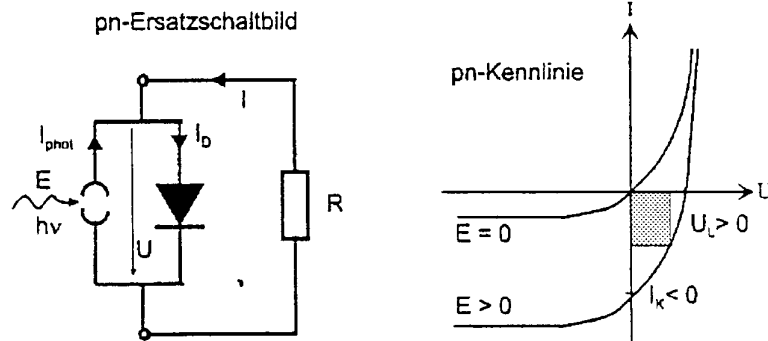 pn-Ersatzschaltbild
I
I_phot
I_D
E
hν
U
R
pn-Kennlinie
I
U
E = 0
U_L > 0
E > 0
I_K < 0